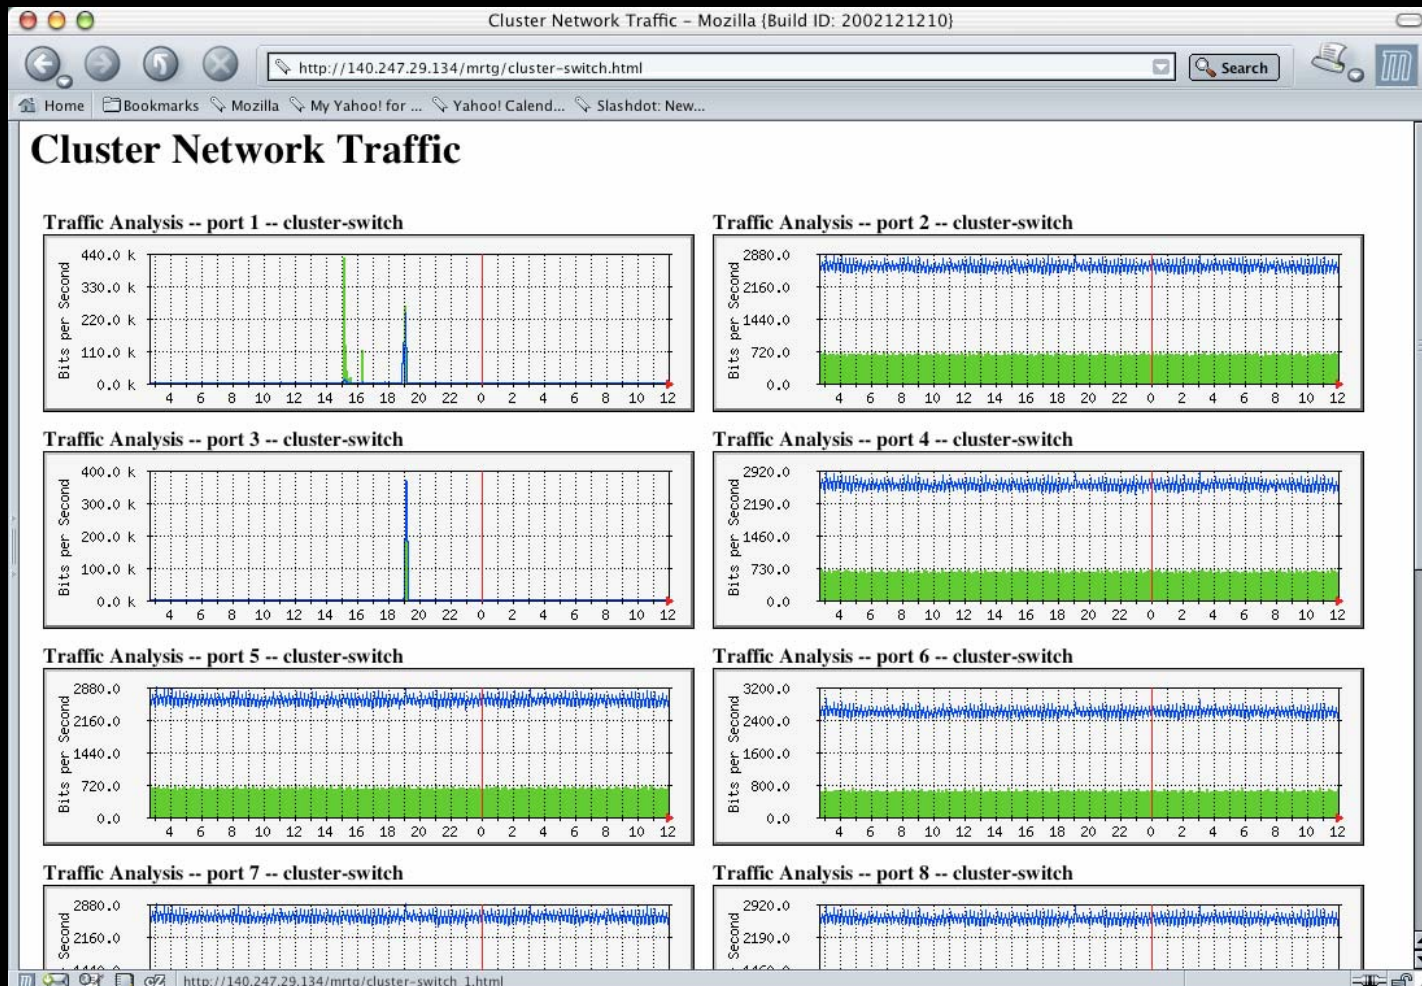 Cluster Network Traffic – Mozilla {Build ID: 2002121210}
http://140.247.29.134/mrtg/cluster-switch.html
Search
Home Bookmarks Mozilla My Yahoo! for ... Yahoo! Calend... Slashdot: New...
Cluster Network Traffic
Traffic Analysis -- port 1 -- cluster-switch
Bits per Second
440.0 k
330.0 k
220.0 k
110.0 k
0.0 k
4 6 8 10 12 14 16 18 20 22 0 2 4 6 8 10 12
Traffic Analysis -- port 2 -- cluster-switch
Bits per Second
2880.0
2160.0
1440.0
720.0
0.0
4 6 8 10 12 14 16 18 20 22 0 2 4 6 8 10 12
Traffic Analysis -- port 3 -- cluster-switch
Bits per Second
400.0 k
300.0 k
200.0 k
100.0 k
0.0 k
4 6 8 10 12 14 16 18 20 22 0 2 4 6 8 10 12
Traffic Analysis -- port 4 -- cluster-switch
Bits per Second
2920.0
2190.0
1460.0
730.0
0.0
4 6 8 10 12 14 16 18 20 22 0 2 4 6 8 10 12
Traffic Analysis -- port 5 -- cluster-switch
Bits per Second
2880.0
2160.0
1440.0
720.0
0.0
4 6 8 10 12 14 16 18 20 22 0 2 4 6 8 10 12
Traffic Analysis -- port 6 -- cluster-switch
Bits per Second
3200.0
2400.0
1600.0
800.0
0.0
4 6 8 10 12 14 16 18 20 22 0 2 4 6 8 10 12
Traffic Analysis -- port 7 -- cluster-switch
Second
2880.0
2160.0
Traffic Analysis -- port 8 -- cluster-switch
Second
2920.0
2190.0
http://140.247.29.134/mrtg/cluster-switch_1.html